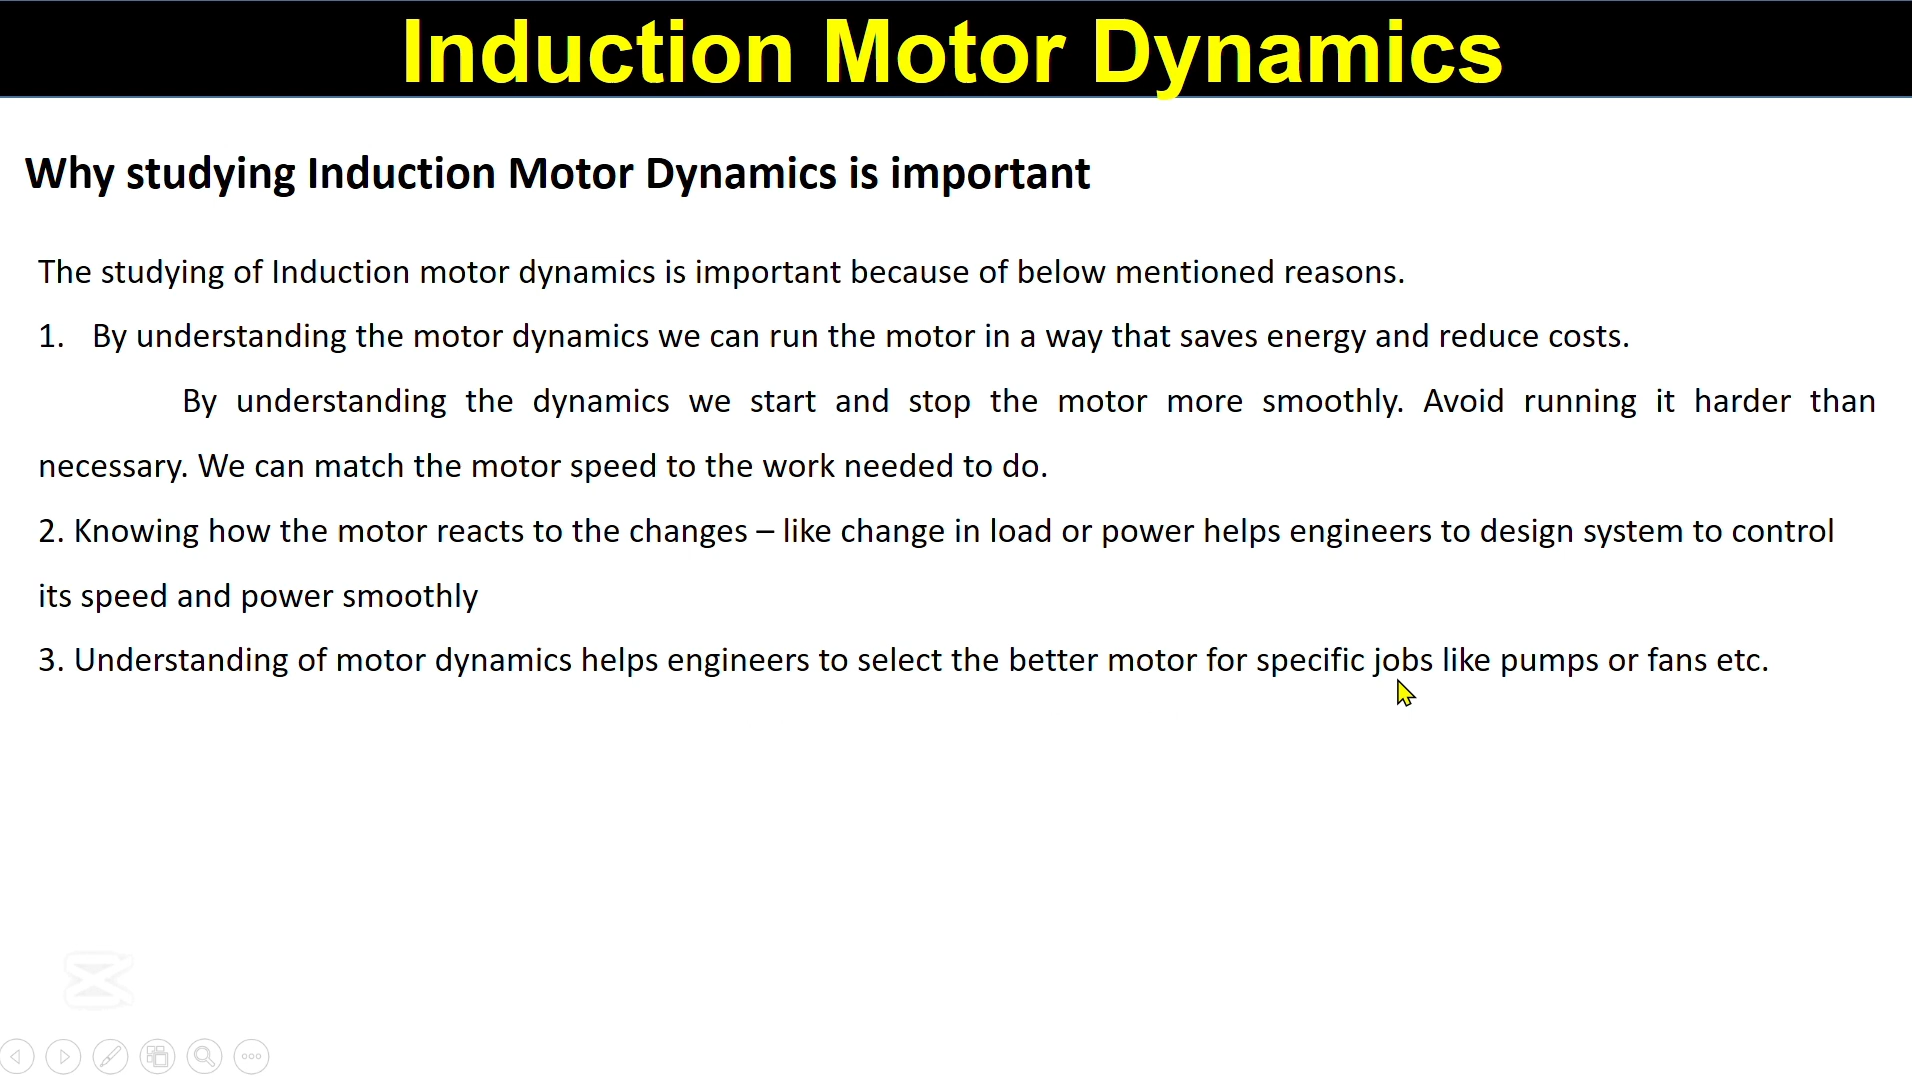 Induction Motor Dynamics
Why studying Induction Motor Dynamics is important
The studying of Induction motor dynamics is important because of below mentioned reasons.
1. By understanding the motor dynamics we can run the motor in a way that saves energy and reduce costs.
By understanding the dynamics we start and stop the motor more smoothly. Avoid running it harder than
necessary. We can match the motor speed to the work needed to do.
2. Knowing how the motor reacts to the changes – like change in load or power helps engineers to design system to control
its speed and power smoothly
3. Understanding of motor dynamics helps engineers to select the better motor for specific jobs like pumps or fans etc.